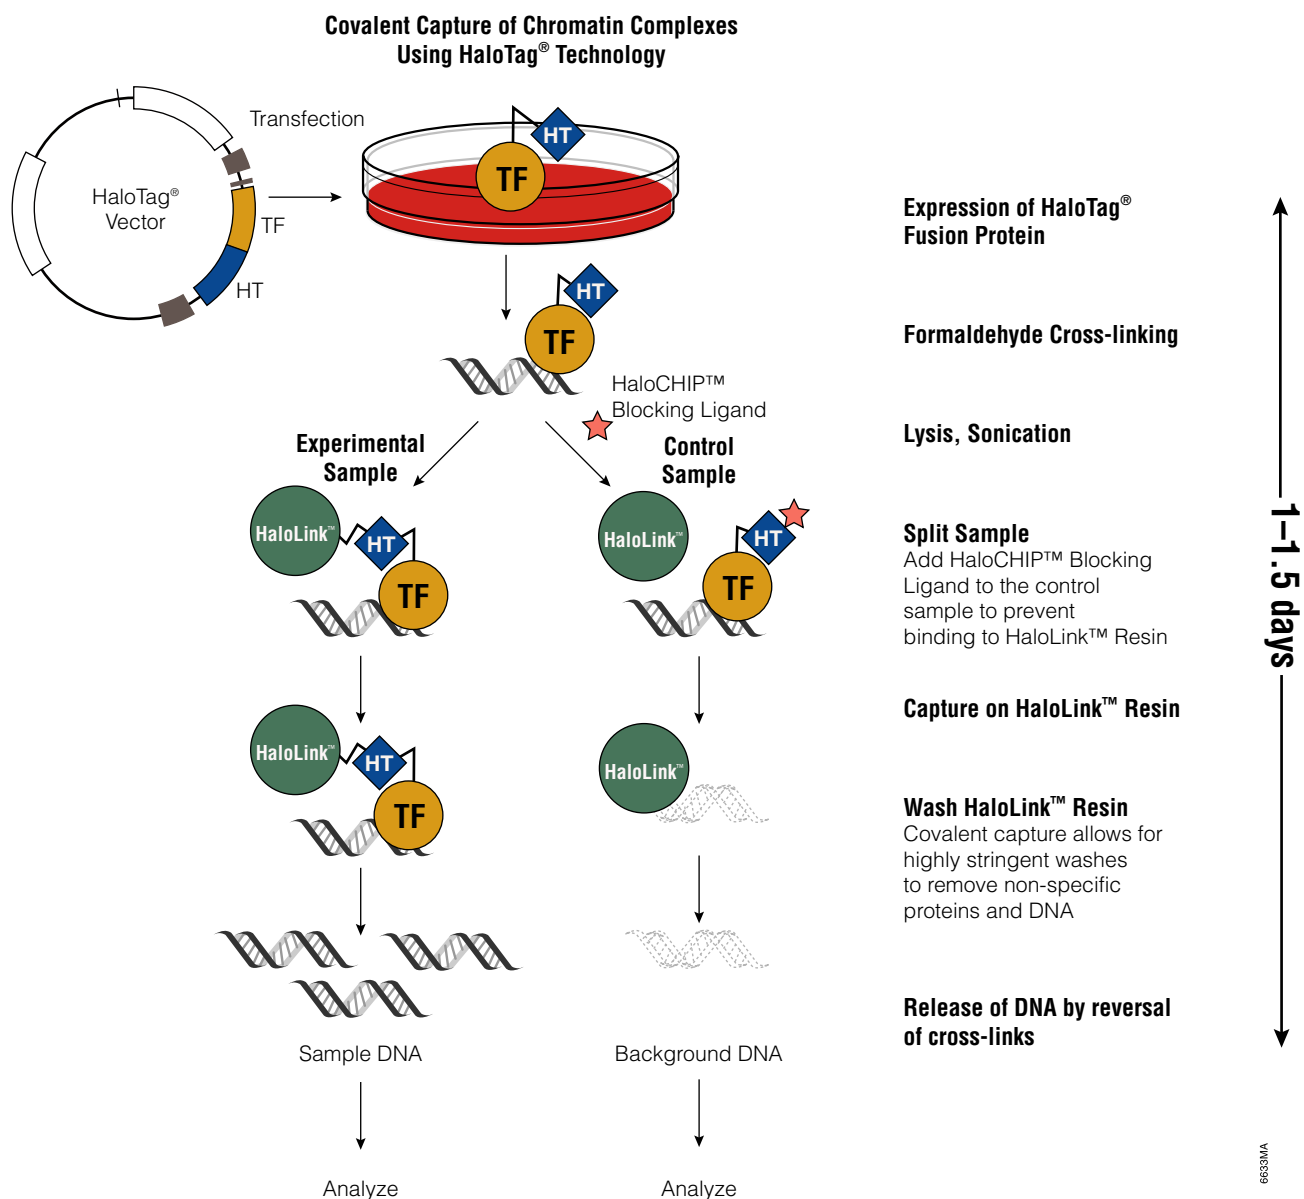 Covalent Capture of Chromatin Complexes
Using HaloTag® Technology
Transfection
HaloTag®
Vector
TF
HT
HT
TF
Expression of HaloTag®
Fusion Protein
HT
TF
Formaldehyde Cross-linking
HaloCHIP™
Blocking Ligand
Lysis, Sonication
Experimental
Sample
Control
Sample
HaloLink™
HT
TF
HaloLink™
HT
TF
Split Sample
Add HaloCHIP™ Blocking
Ligand to the control
sample to prevent
binding to HaloLink™ Resin
1–1.5 days
Capture on HaloLink™ Resin
HaloLink™
HT
TF
HaloLink™
Wash HaloLink™ Resin
Covalent capture allows for
highly stringent washes
to remove non-specific
proteins and DNA
Release of DNA by reversal
of cross-links
Sample DNA
Background DNA
Analyze
Analyze
6633MA